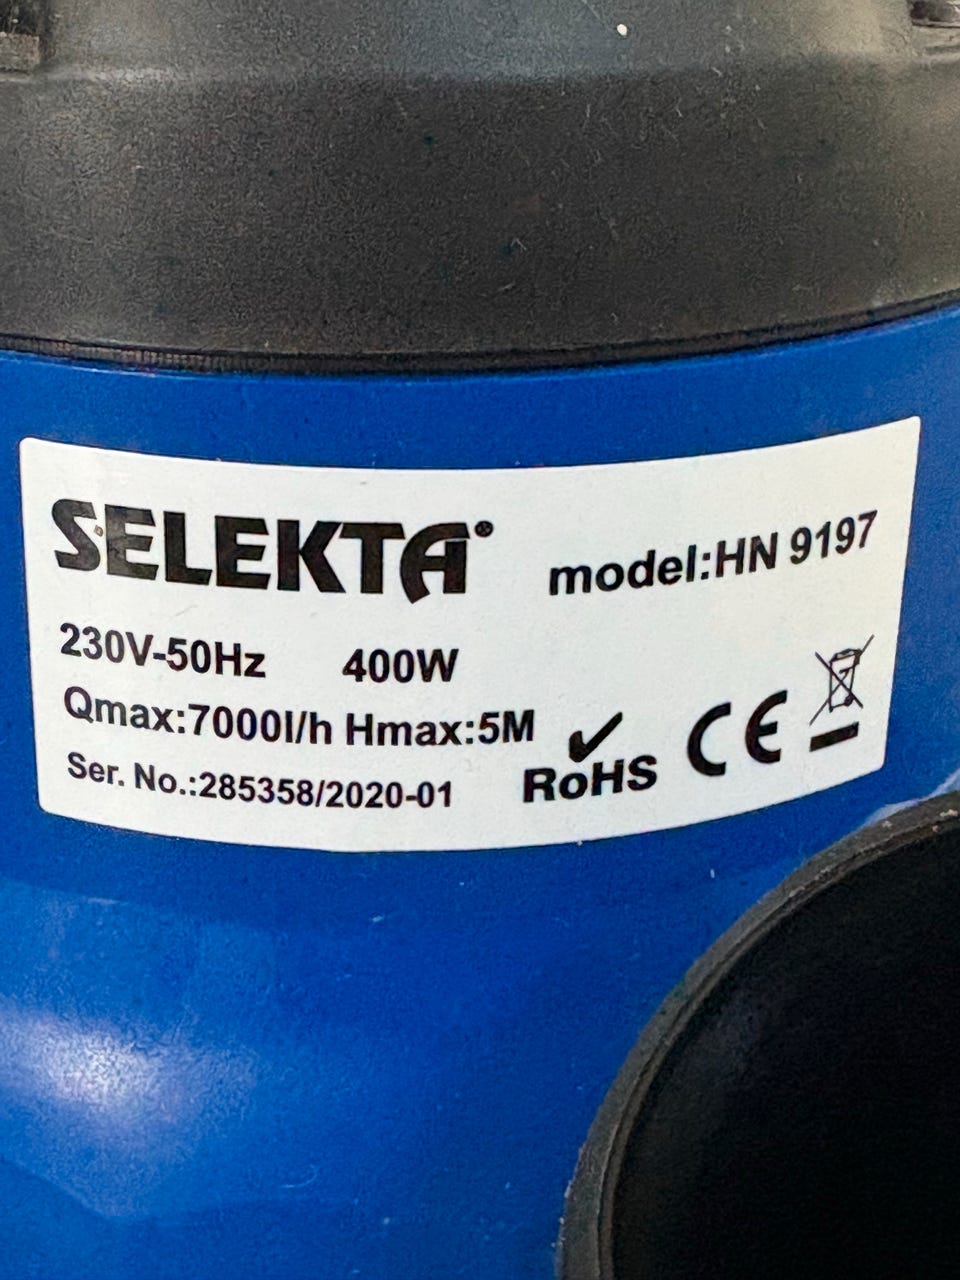 SELEKTA®
model:HN 9197
230V-50Hz 400W
Qmax:7000l/h Hmax:5M
Ser. No.:285358/2020-01
RoHS CE